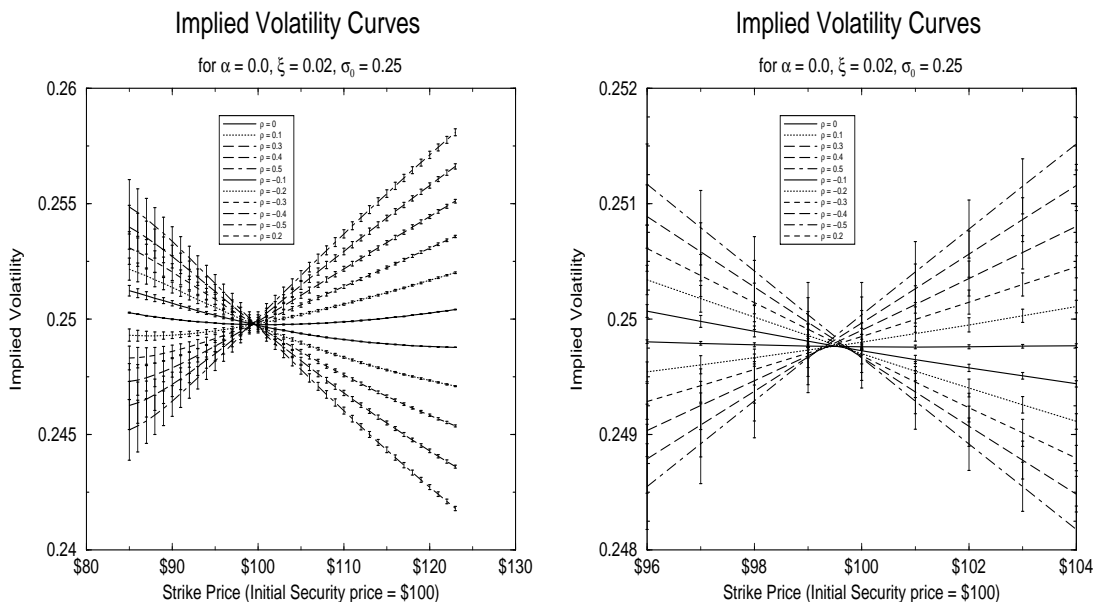 Implied Volatility Curves
for α = 0.0, ξ = 0.02, σ₀ = 0.25
0.26
0.255
0.25
0.245
0.24
Implied Volatility
ρ = 0
ρ = 0.1
ρ = 0.3
ρ = 0.4
ρ = 0.5
ρ = −0.1
ρ = −0.2
ρ = −0.3
ρ = −0.4
ρ = −0.5
ρ = 0.2
$80
$90
$100
$110
$120
$130
Strike Price (Initial Security price = $100)
Implied Volatility Curves
for α = 0.0, ξ = 0.02, σ₀ = 0.25
0.252
0.251
0.25
0.249
0.248
Implied Volatility
ρ = 0
ρ = 0.1
ρ = 0.3
ρ = 0.4
ρ = 0.5
ρ = −0.1
ρ = −0.2
ρ = −0.3
ρ = −0.4
ρ = −0.5
ρ = 0.2
$96
$98
$100
$102
$104
Strike Price (Initial Security price = $100)